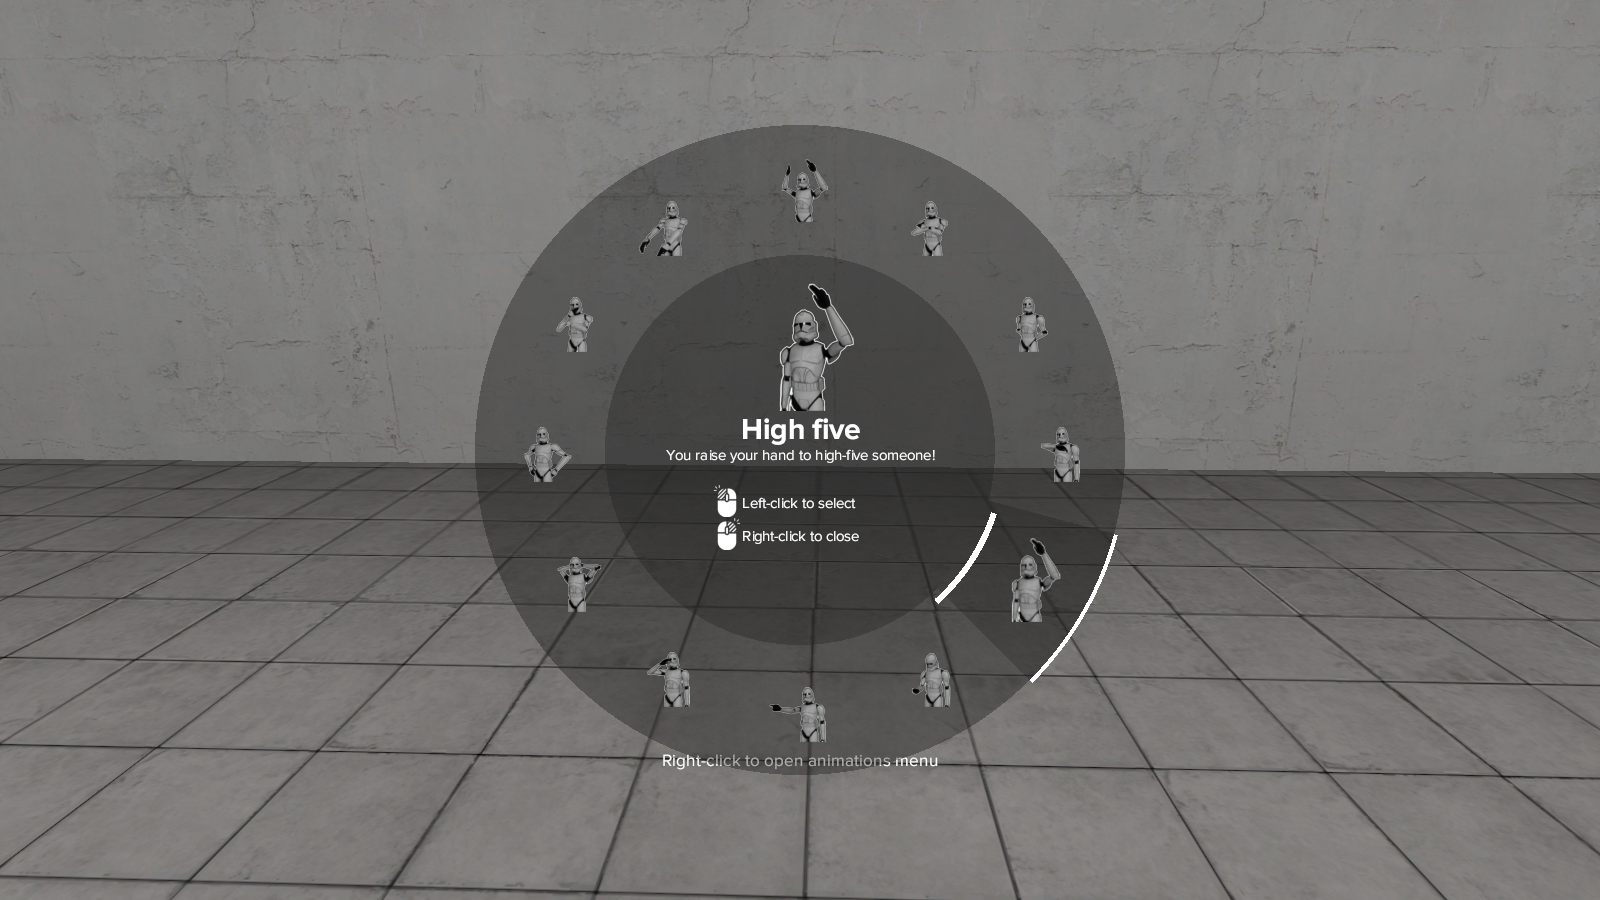 High five
You raise your hand to high-five someone!
Left-click to select
Right-click to close
Right-click to open animations menu